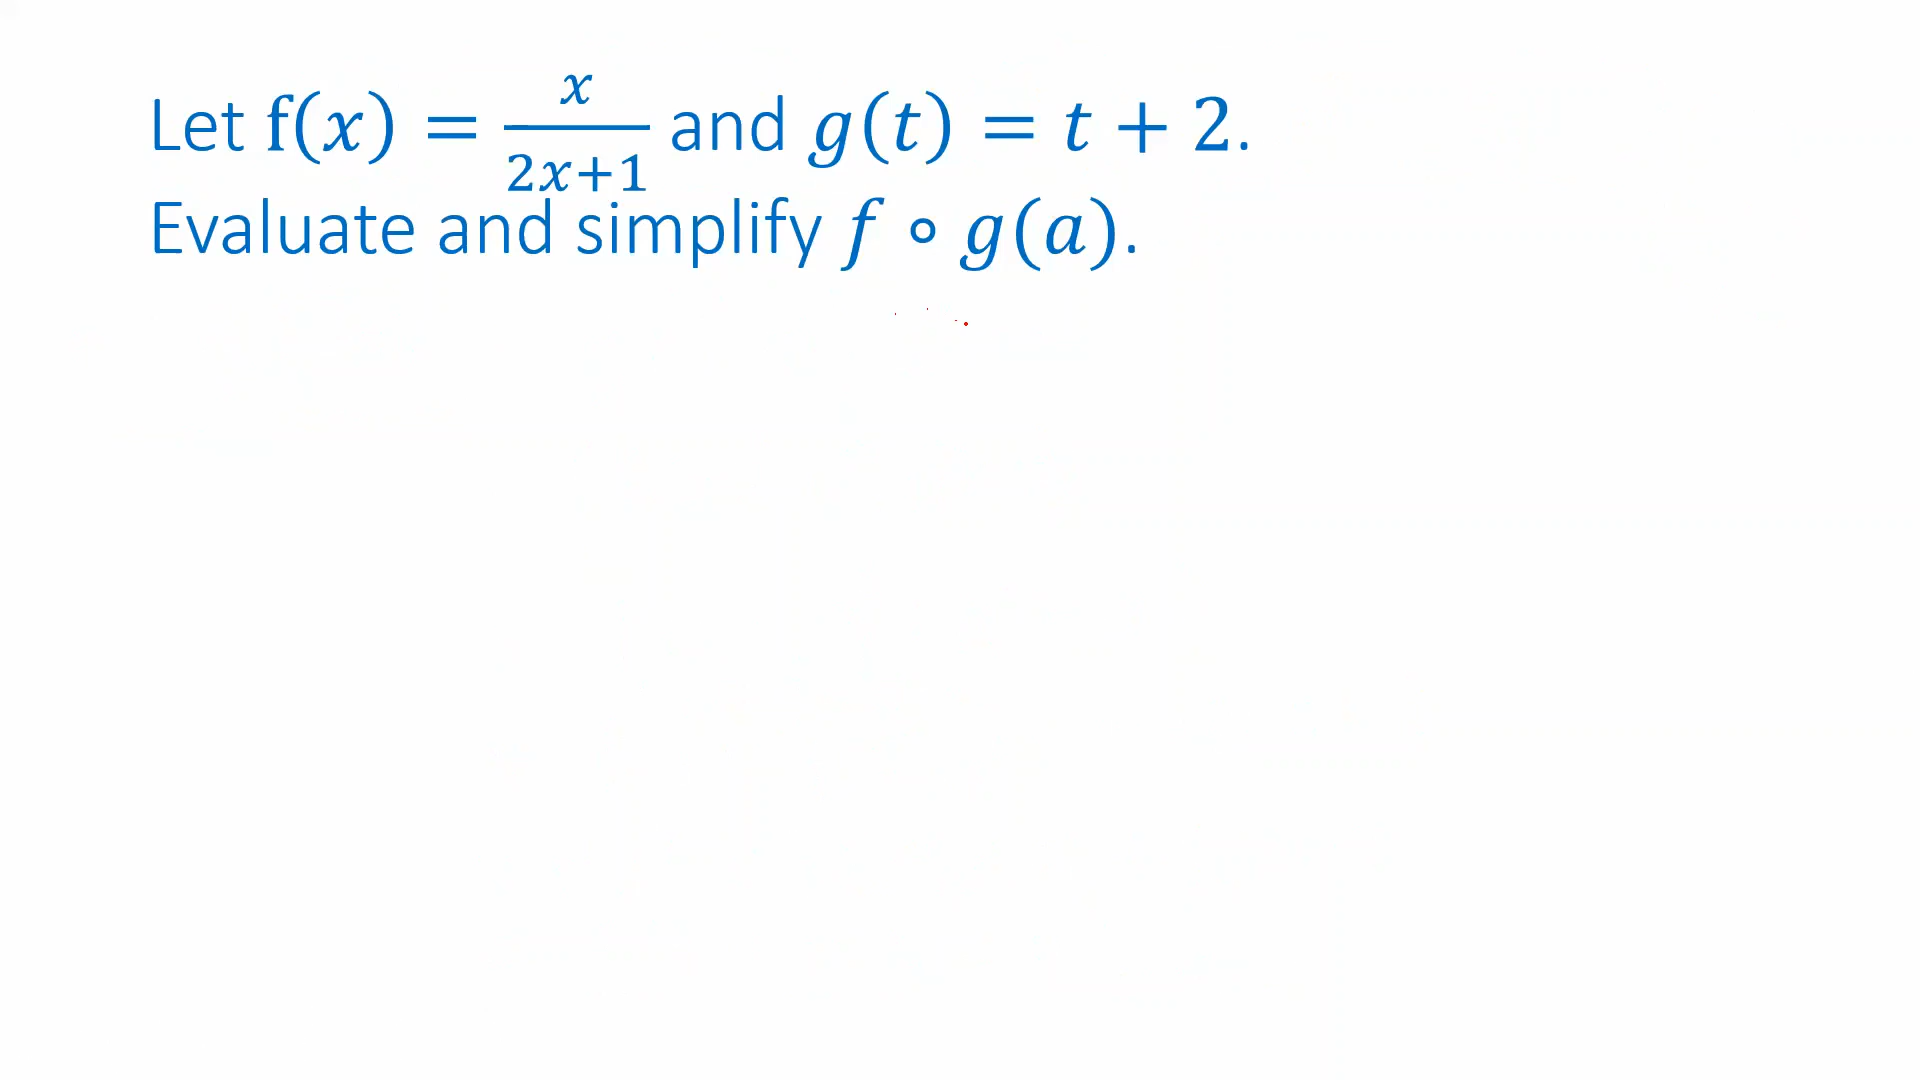 Let f(x) = x/(2x+1) and g(t) = t + 2.
Evaluate and simplify f ∘ g(a).